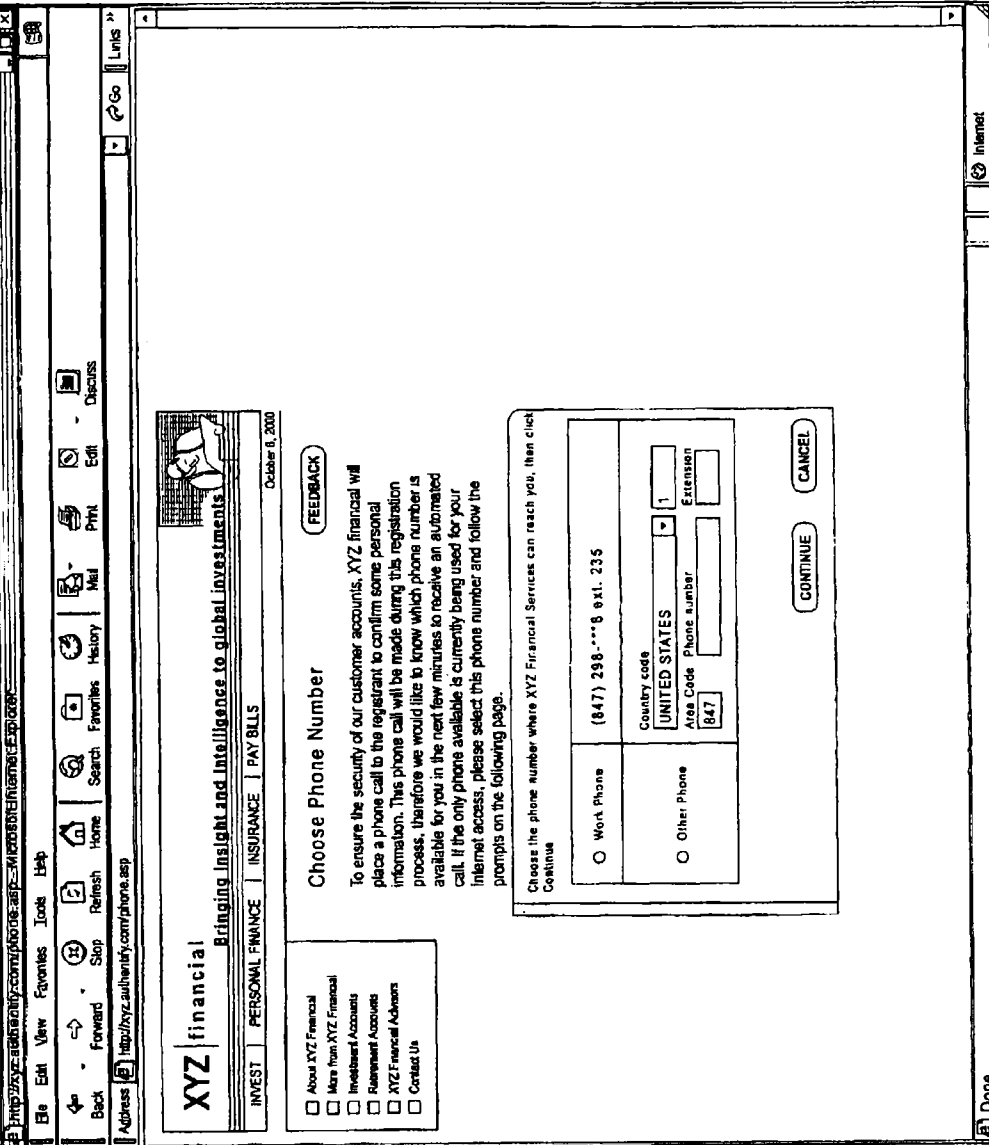 http://xyz.authentify.com/phone.asp - Microsoft Internet Explorer
File Edit View Favorites Tools Help
Back Forward Stop Refresh Home Search Favorites History Mail Print Edit Discuss
Address http://xyz.authentify.com/phone.asp Go Links »
XYZ financial
Bringing Insight and Intelligence to global investments
INVEST PERSONAL FINANCE INSURANCE PAY BILLS October 6, 2000
About XYZ Financial
More from XYZ Financial
Investment Accounts
Retirement Accounts
XYZ Financial Advisors
Contact Us
Choose Phone Number FEEDBACK
To ensure the security of our customer accounts, XYZ financial will
place a phone call to the registrant to confirm some personal
information. This phone call will be made during this registration
process, therefore we would like to know which phone number is
available for you in the next few minutes to receive an automated
call. If the only phone available is currently being used for your
Internet access, please select this phone number and follow the
prompts on the following page.
Choose the phone number where XYZ Financial Services can reach you, then click
Continue
Work Phone (847) 298-***8 ext. 235
Other Phone
Country code
UNITED STATES 1
Area Code Phone number Extension
847
CONTINUE CANCEL
Done Internet